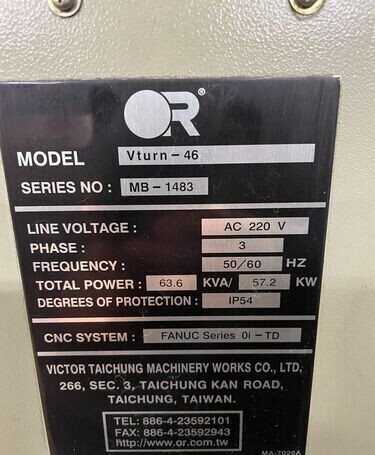 OR®
MODEL Vturn-46
SERIES NO : MB-1483
LINE VOLTAGE : AC 220 V
PHASE : 3
FREQUENCY : 50/60 HZ
TOTAL POWER : 63.6 KVA/ 57.2 KW
DEGREES OF PROTECTION : IP54
CNC SYSTEM : FANUC Series 0i-TD
VICTOR TAICHUNG MACHINERY WORKS CO., LTD.
266, SEC. 3, TAICHUNG KAN ROAD,
TAICHUNG, TAIWAN.
TEL: 886-4-23592101
FAX: 886-4-23592943
http://www.or.com.tw
MA-7026A